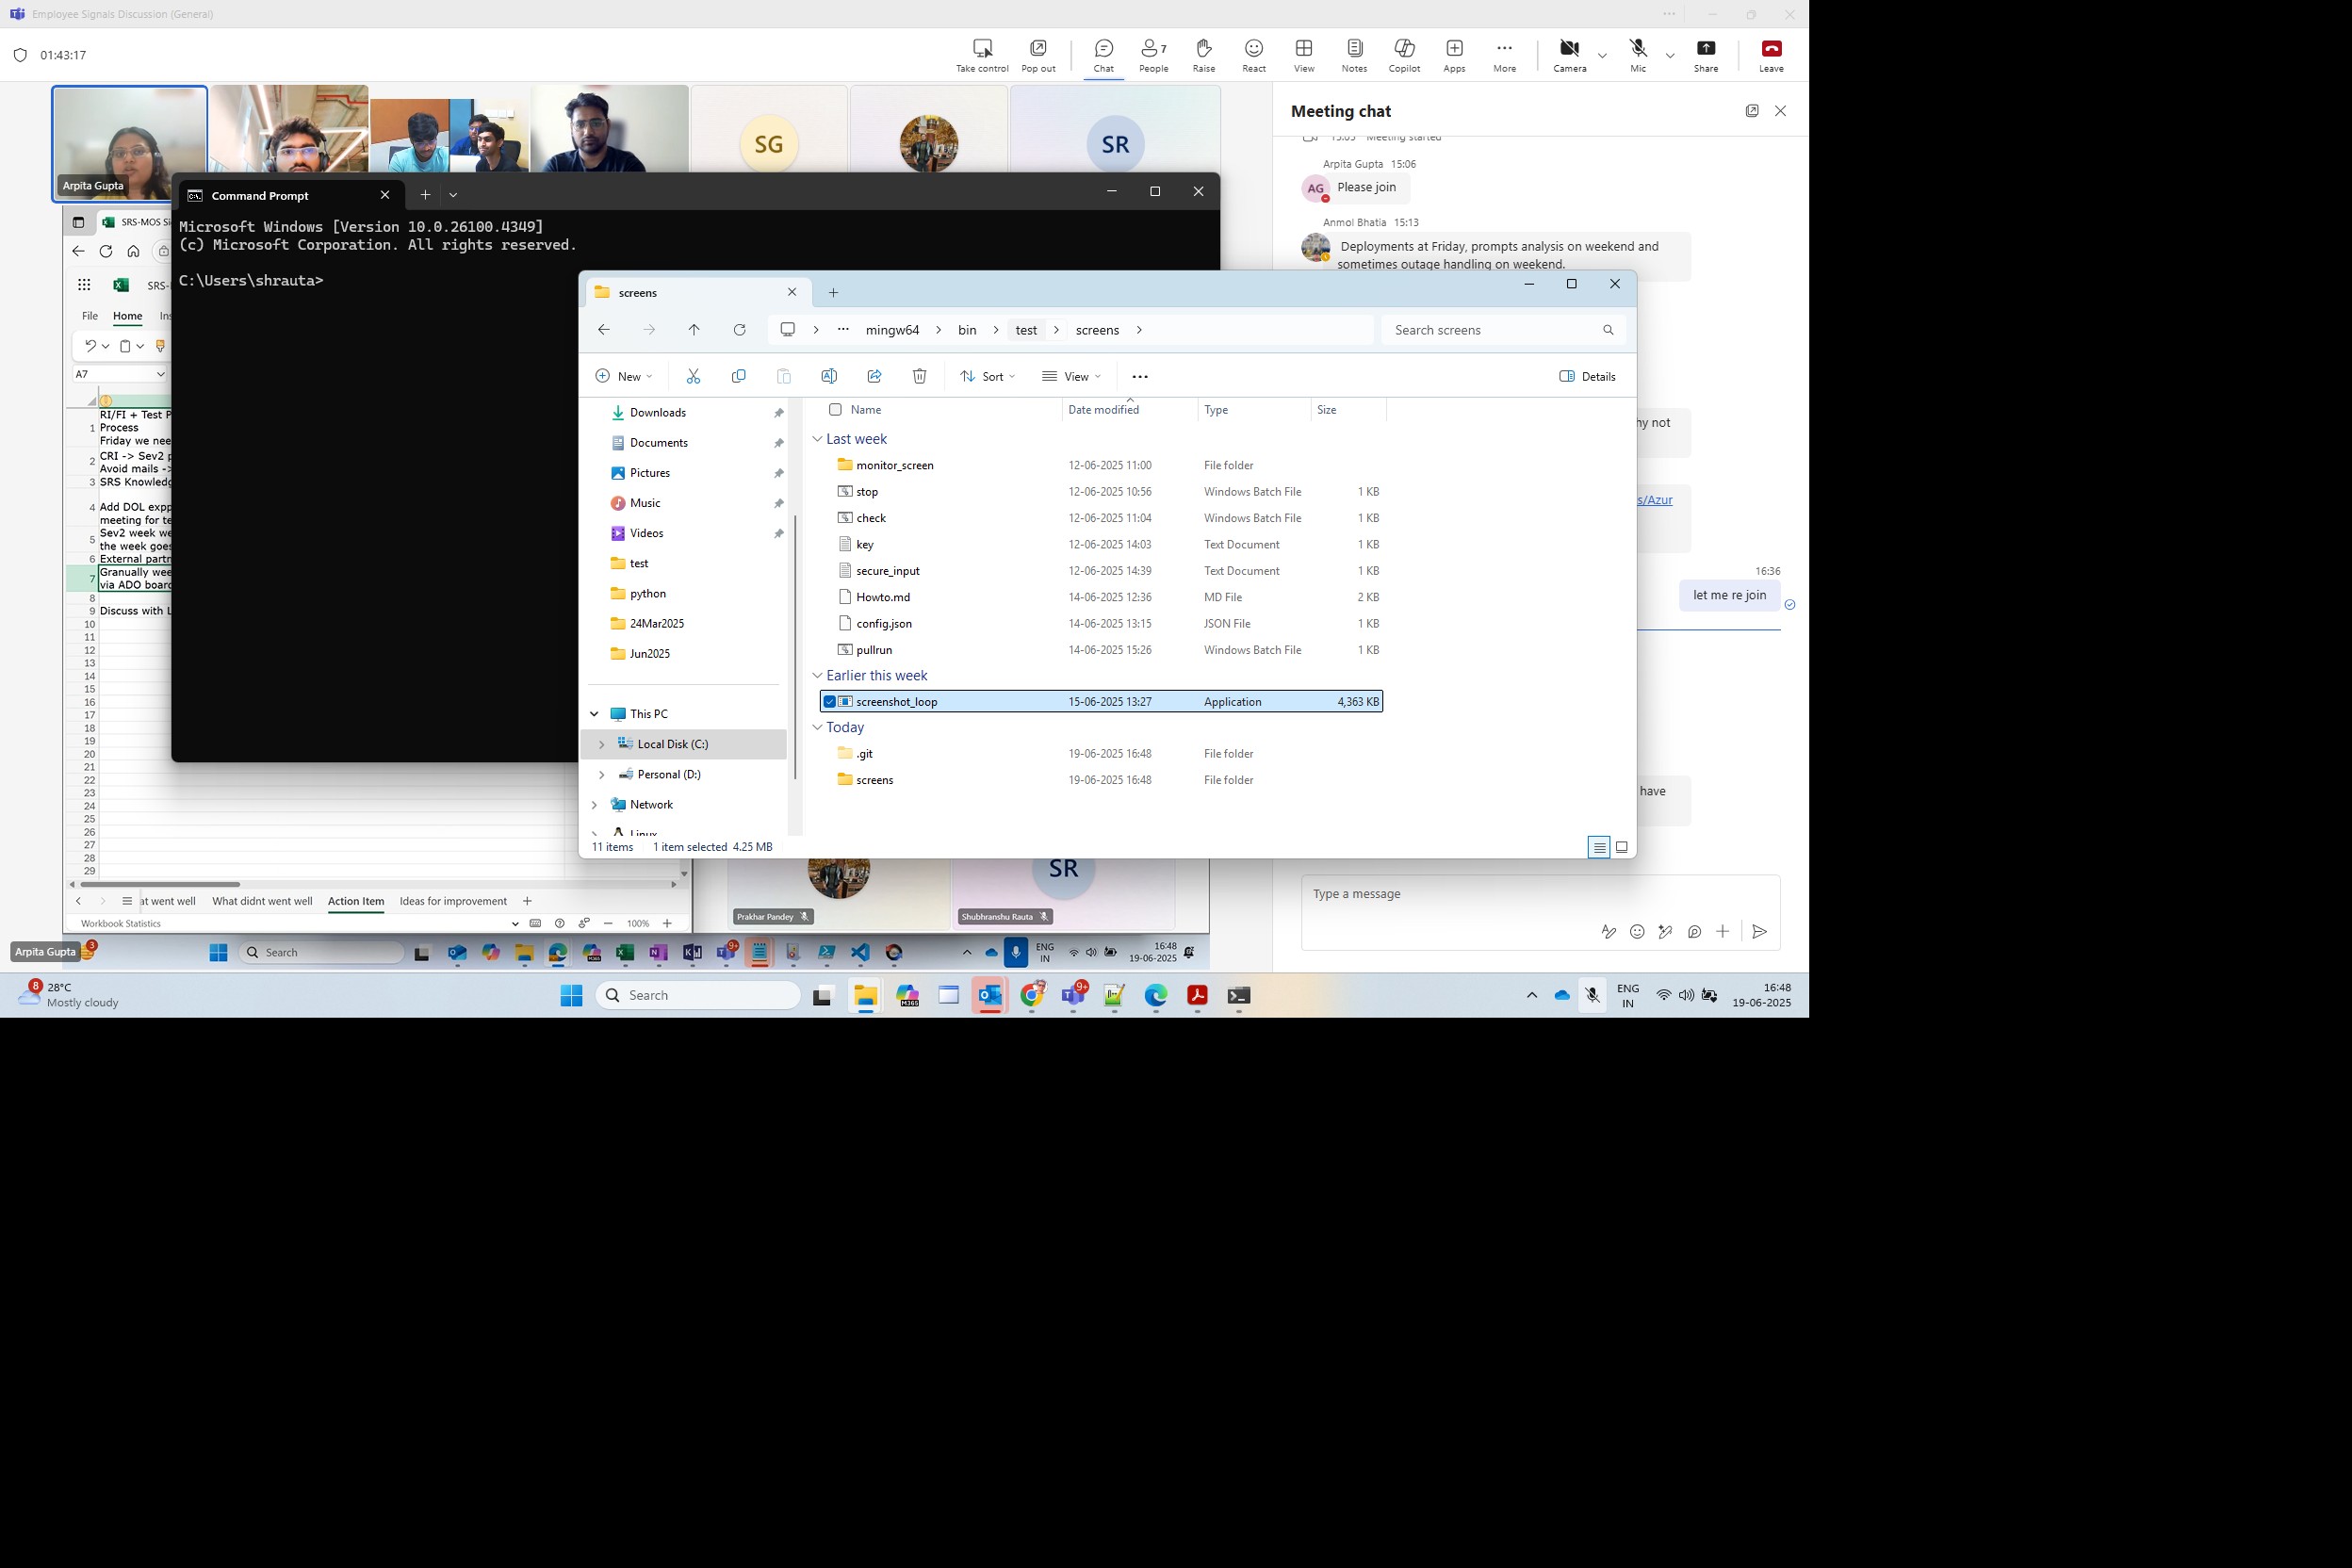 Employee Signals Discussion (General)
01:43:17
Take control
Pop out
Chat
7
People
Raise
React
View
Notes
Copilot
Apps
More
Camera
Mic
Share
Leave
Arpita Gupta
SG
SR
Meeting chat
15:05 Meeting started
Arpita Gupta 15:06
AG
Please join
Anmol Bhatia 15:13
Deployments at Friday, prompts analysis on weekend and
sometimes outage handling on weekend.
hy not
s/Azur
16:36
let me re join
have
Type a message
Command Prompt
Microsoft Windows [Version 10.0.26100.4349]
(c) Microsoft Corporation. All rights reserved.
C:\Users\shrauta>
SRS-MOS Si
SRS-
File Home Ins
A7
1 RI/FI + Test P
Process
Friday we nee
2 CRI -> Sev2 p
Avoid mails ->
3 SRS Knowledg
4 Add DOL expp
meeting for te
5 Sev2 week we
the week goes
6 External partn
7 Granually wee
via ADO board
8
9 Discuss with L
10
11
12
13
14
15
16
17
18
19
20
21
22
23
24
25
26
27
28
29
at went well What didnt went well Action Item Ideas for improvement
Workbook Statistics
100%
screens
mingw64 bin test screens
Search screens
New
Sort
View
Details
Downloads
Documents
Pictures
Music
Videos
test
python
24Mar2025
Jun2025
This PC
Local Disk (C:)
Personal (D:)
Network
Linux
Name Date modified Type Size
Last week
monitor_screen 12-06-2025 11:00 File folder
stop 12-06-2025 10:56 Windows Batch File 1 KB
check 12-06-2025 11:04 Windows Batch File 1 KB
key 12-06-2025 14:03 Text Document 1 KB
secure_input 12-06-2025 14:39 Text Document 1 KB
Howto.md 14-06-2025 12:36 MD File 2 KB
config.json 14-06-2025 13:15 JSON File 1 KB
pullrun 14-06-2025 15:26 Windows Batch File 1 KB
Earlier this week
screenshot_loop 15-06-2025 13:27 Application 4,363 KB
Today
.git 19-06-2025 16:48 File folder
screens 19-06-2025 16:48 File folder
11 items 1 item selected 4.25 MB
SR
Prakhar Pandey
Shubhranshu Rauta
Arpita Gupta
3
Search
9+
ENG
IN
16:48
19-06-2025
8
28°C
Mostly cloudy
Search
M365
9+
ENG
IN
16:48
19-06-2025